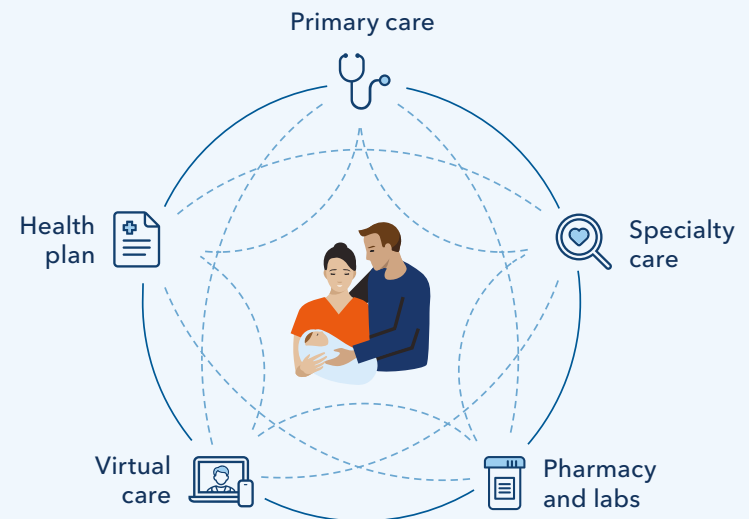 Primary care
Health
plan
Specialty
care
Virtual
care
Pharmacy
and labs